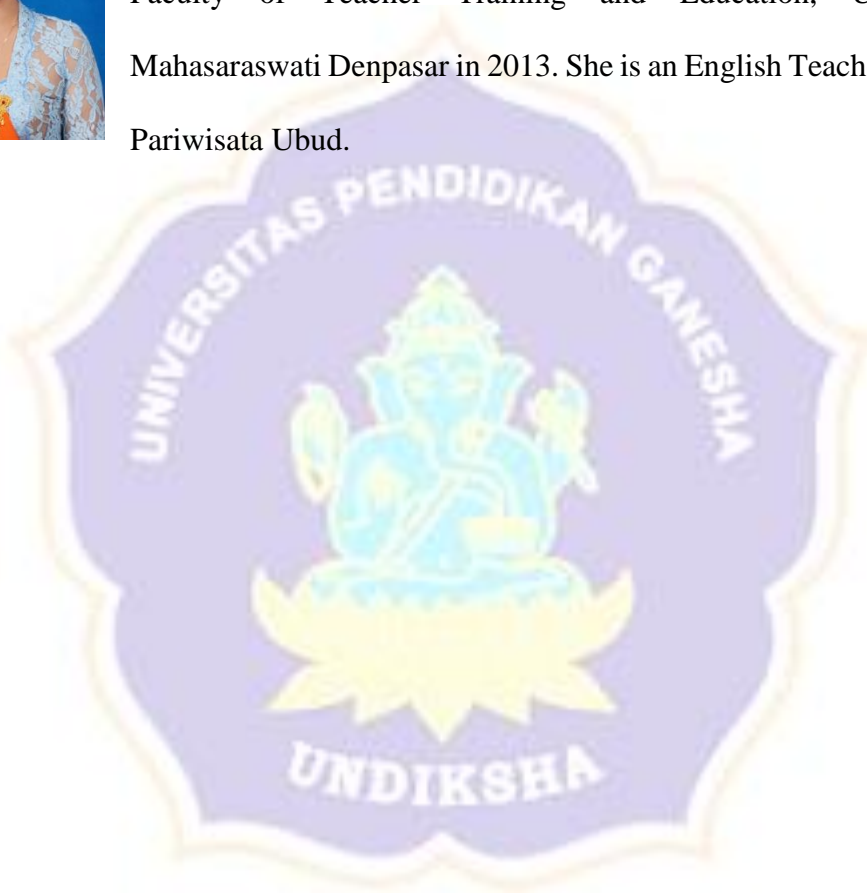 Faculty of Teacher Training and Education,
Mahasaraswati Denpasar in 2013. She is an English Teach
Pariwisata Ubud.
UNIVERSITAS PENDIDIKAN GANESHA
UNDIKSHA